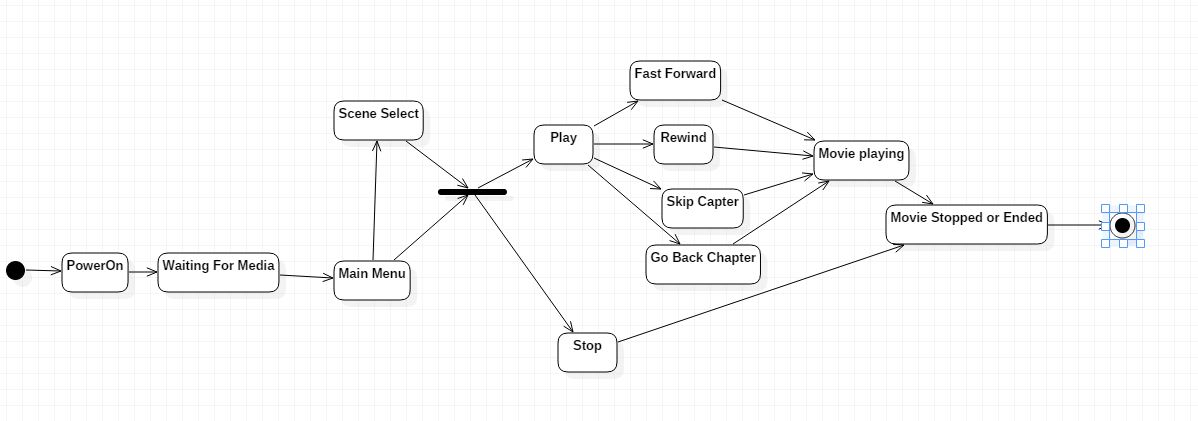 Fast Forward
Scene Select
Play
Rewind
Movie playing
Skip Capter
Movie Stopped or Ended
Go Back Chapter
PowerOn
Waiting For Media
Main Menu
Stop